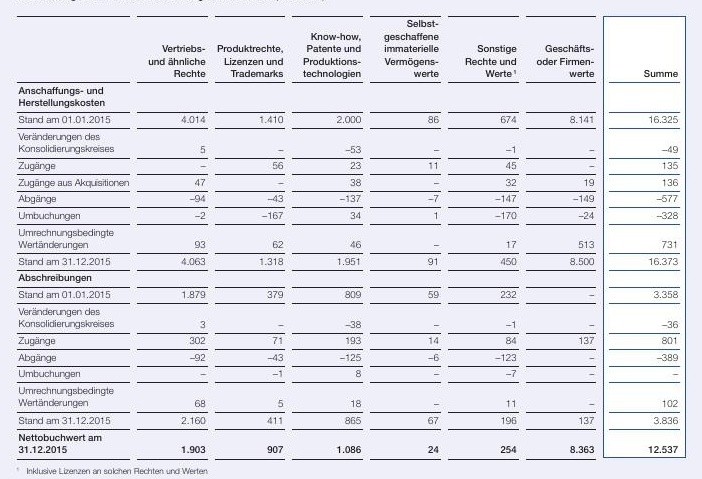 Selbst-
Know-how, geschaffene
Vertriebs- Produktrechte, Patente und immaterielle Sonstige Geschäfts-
und ähnliche Lizenzen und Produktions- Vermögens- Rechte und oder Firmen-
Rechte Trademarks technologien werte Werte¹ werte Summe
Anschaffungs- und
Herstellungskosten
Stand am 01.01.2015 4.014 1.410 2.000 86 674 8.141 16.325
Veränderungen des
Konsolidierungskreises 5 – –53 – –1 – –49
Zugänge – 56 23 11 45 – 135
Zugänge aus Akquisitionen 47 – 38 – 32 19 136
Abgänge –94 –43 –137 –7 –147 –149 –577
Umbuchungen –2 –167 34 1 –170 –24 –328
Umrechnungsbedingte
Wertänderungen 93 62 46 – 17 513 731
Stand am 31.12.2015 4.063 1.318 1.951 91 450 8.500 16.373
Abschreibungen
Stand am 01.01.2015 1.879 379 809 59 232 – 3.358
Veränderungen des
Konsolidierungskreises 3 – –38 – –1 – –36
Zugänge 302 71 193 14 84 137 801
Abgänge –92 –43 –125 –6 –123 – –389
Umbuchungen – –1 8 – –7 – –
Umrechnungsbedingte
Wertänderungen 68 5 18 – 11 – 102
Stand am 31.12.2015 2.160 411 865 67 196 137 3.836
Nettobuchwert am
31.12.2015 1.903 907 1.086 24 254 8.363 12.537
¹ Inklusive Lizenzen an solchen Rechten und Werten